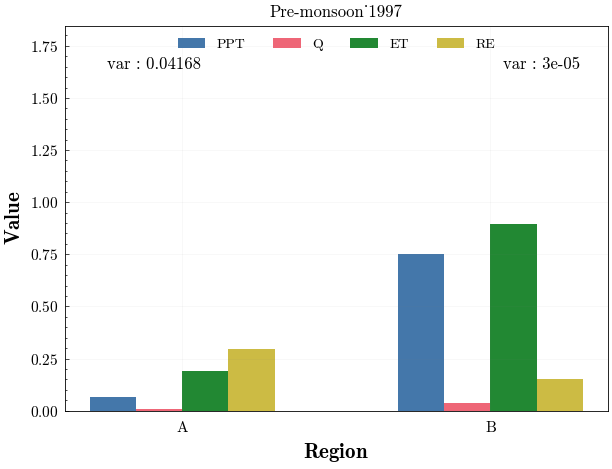 Pre-monsoon˙1997
PPT Q ET RE
var : 0.04168
var : 3e-05
1.75
1.50
1.25
1.00
0.75
0.50
0.25
0.00
Value
A B
Region